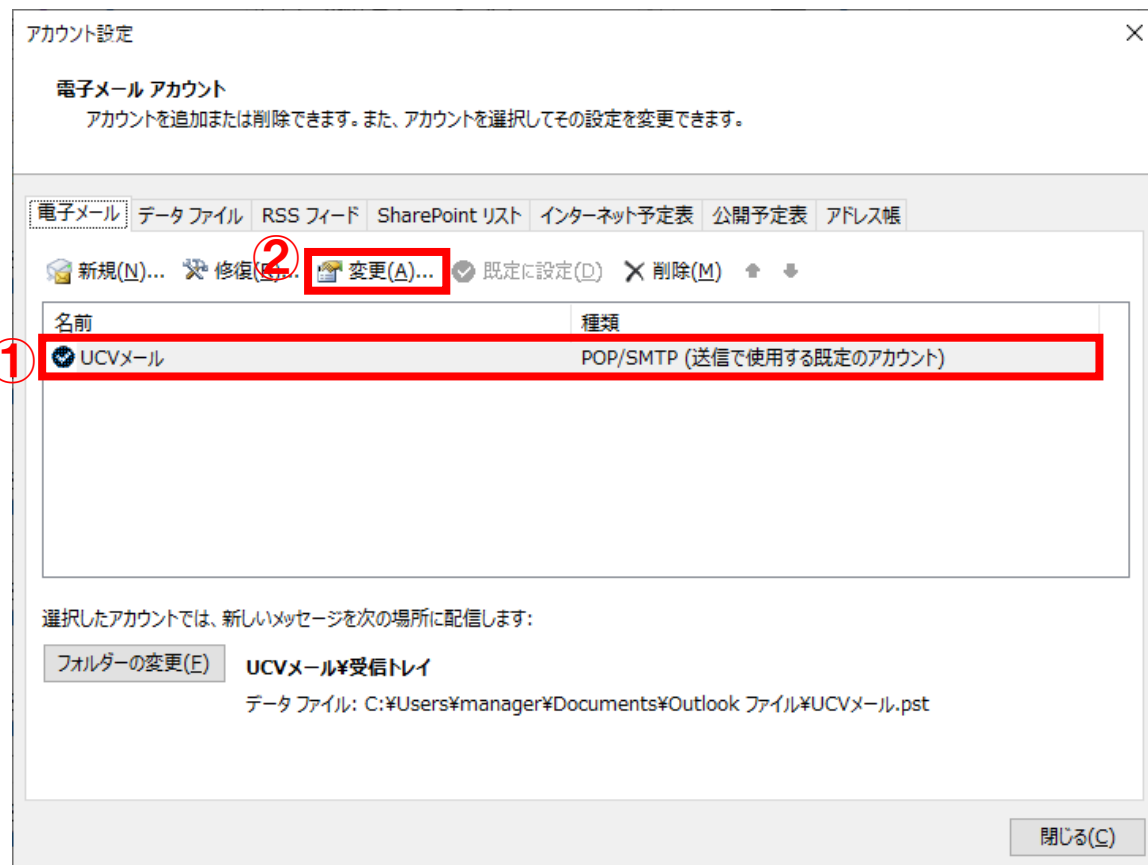 アカウント設定
電子メール アカウント
アカウントを追加または削除できます。また、アカウントを選択してその設定を変更できます。
電子メール データ ファイル RSS フィード SharePoint リスト インターネット予定表 公開予定表 アドレス帳
②
新規(N)... 修復(R)... 変更(A)... 既定に設定(D) 削除(M)
名前 種類
① UCVメール POP/SMTP (送信で使用する既定のアカウント)
選択したアカウントでは、新しいメッセージを次の場所に配信します:
フォルダーの変更(F) UCVメール¥受信トレイ
データ ファイル: C:¥Users¥manager¥Documents¥Outlook ファイル¥UCVメール.pst
閉じる(C)